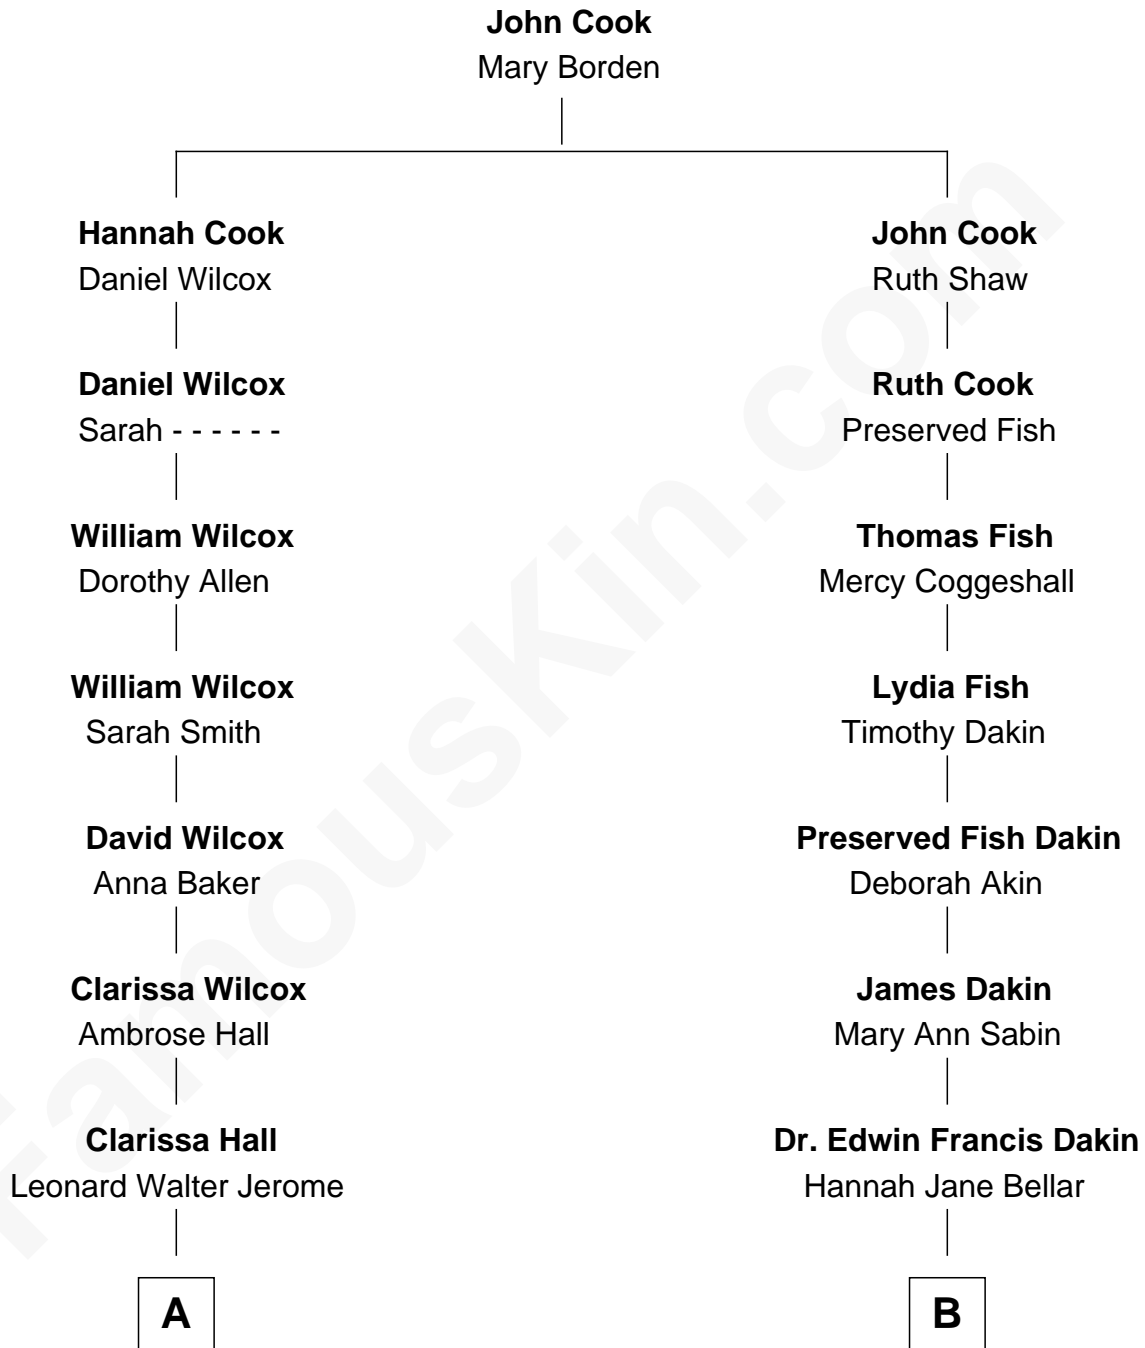 John Cook
Mary Borden
Hannah Cook
Daniel Wilcox
Daniel Wilcox
Sarah - - - - - -
William Wilcox
Dorothy Allen
William Wilcox
Sarah Smith
David Wilcox
Anna Baker
Clarissa Wilcox
Ambrose Hall
Clarissa Hall
Leonard Walter Jerome
A
John Cook
Ruth Shaw
Ruth Cook
Preserved Fish
Thomas Fish
Mercy Coggeshall
Lydia Fish
Timothy Dakin
Preserved Fish Dakin
Deborah Akin
James Dakin
Mary Ann Sabin
Dr. Edwin Francis Dakin
Hannah Jane Bellar
B
FamousKin.com